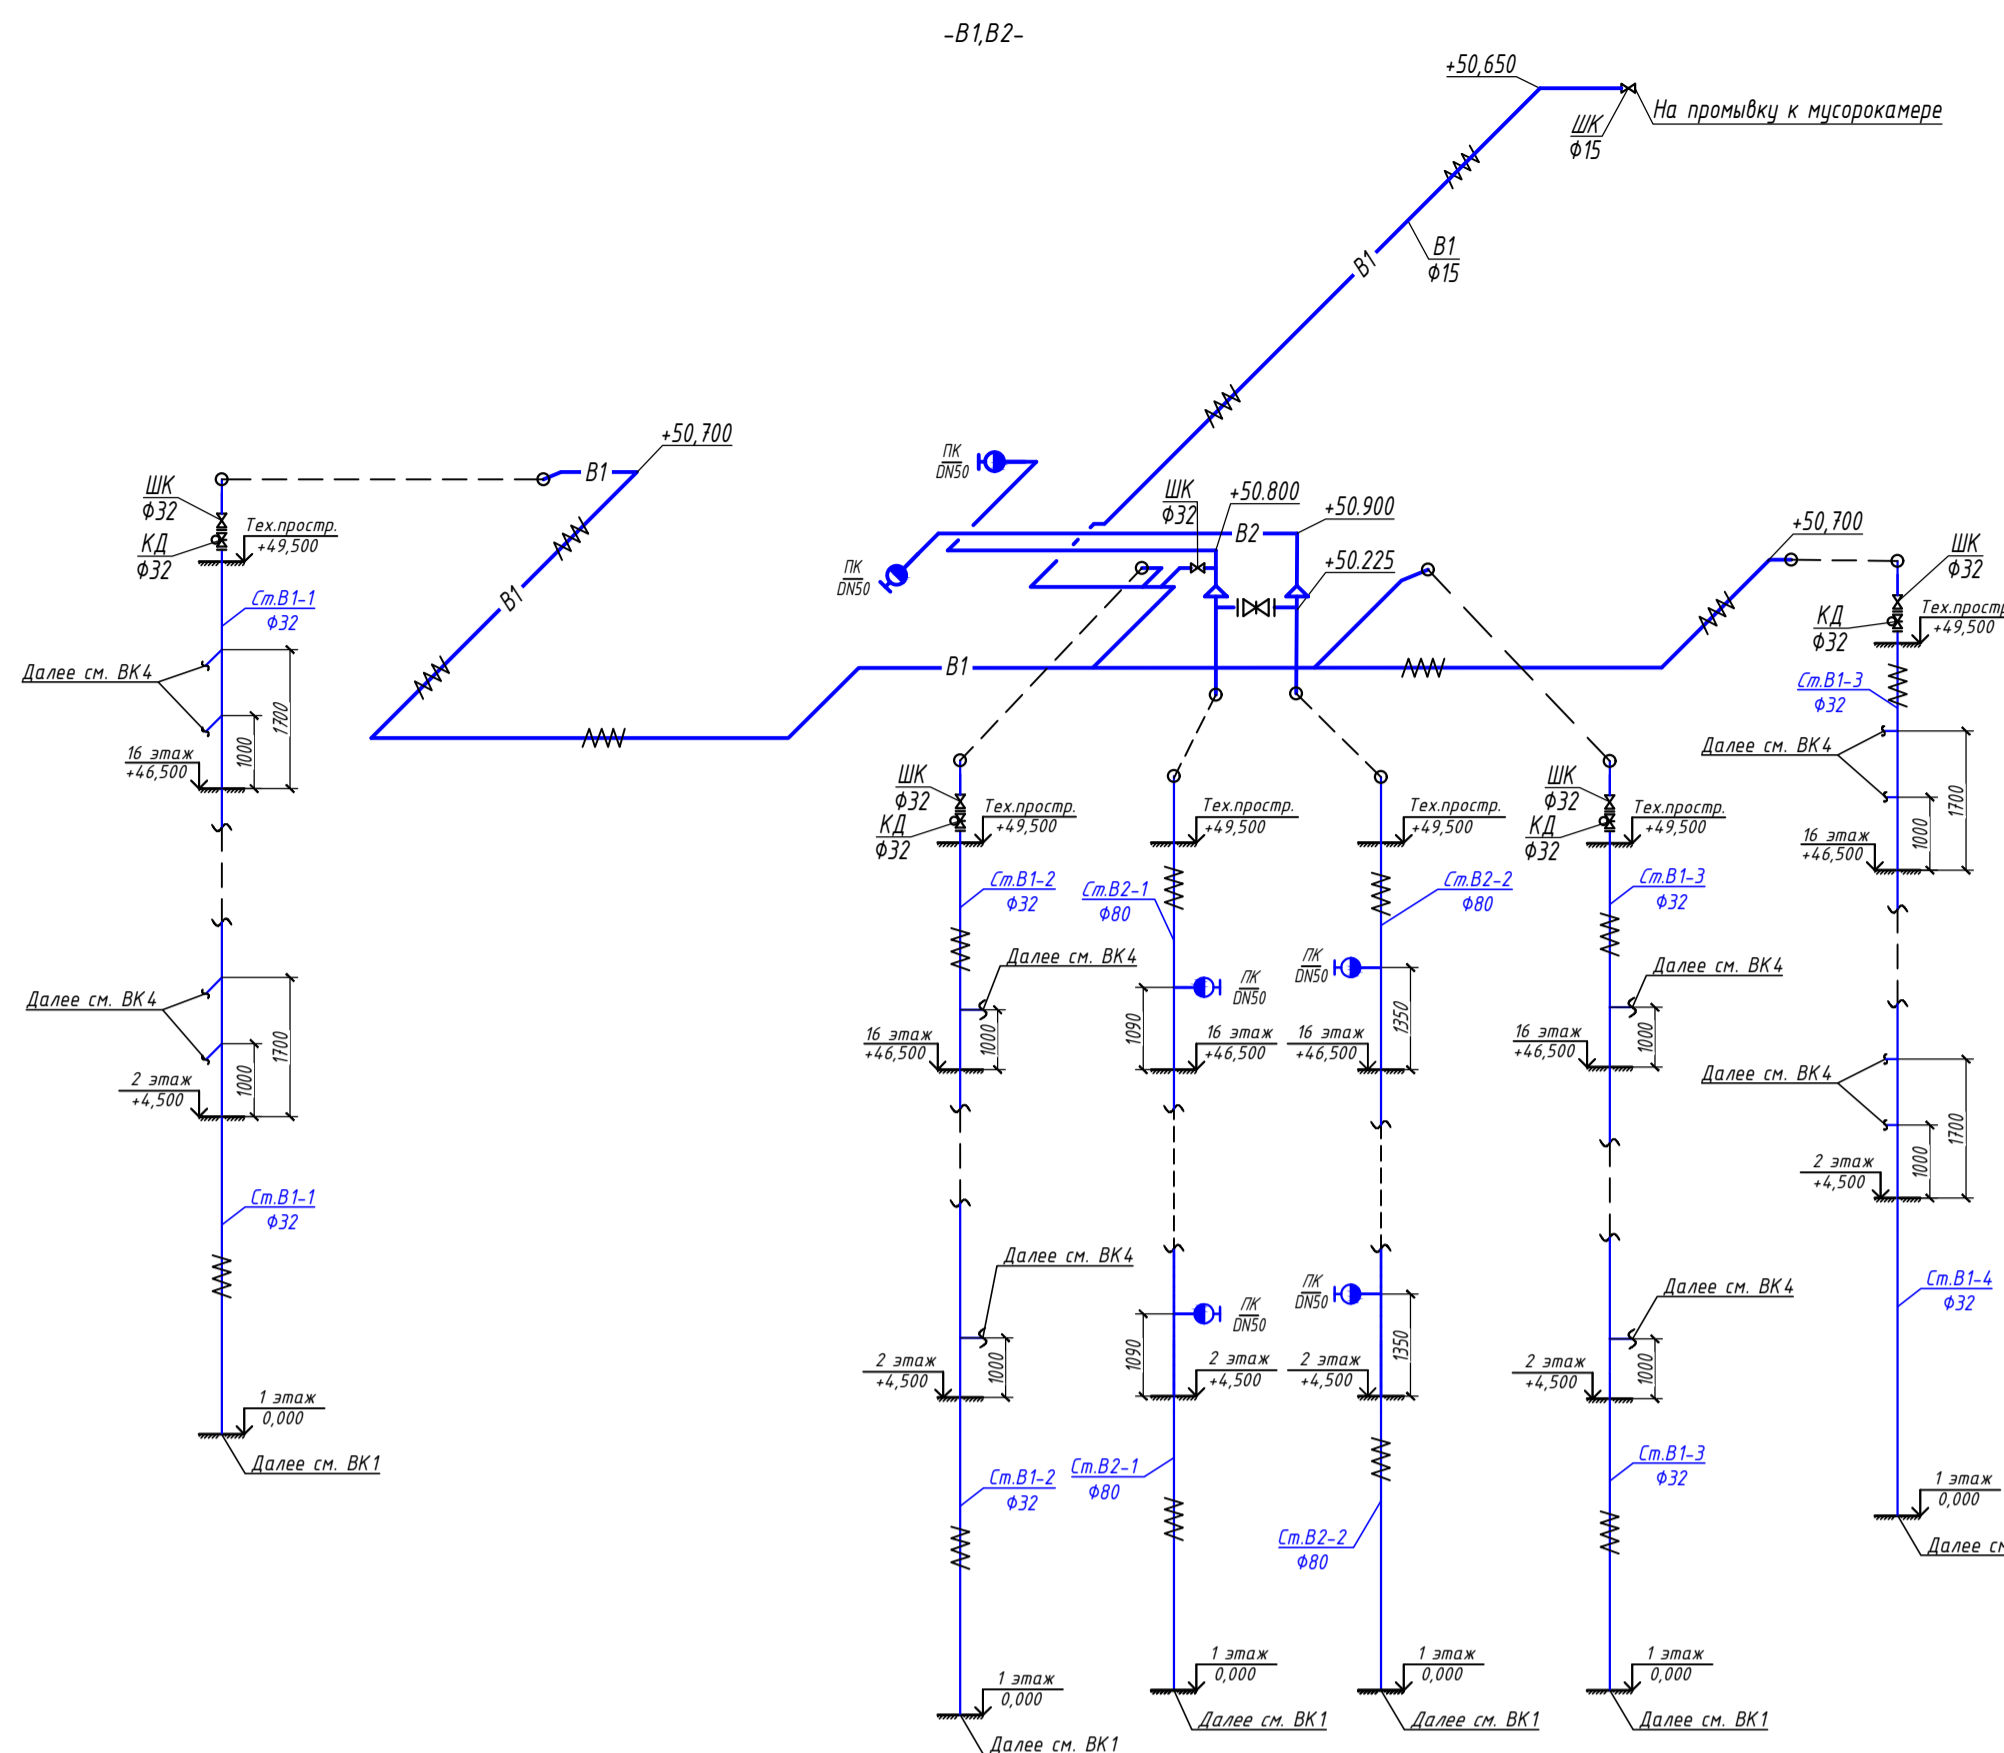 -В1,В2-
+50,650
На промывку к мусорокамере
ШК
ф15
В1
ф15
В1
+50,700
В1
ШК
ф32
КД
ф32
Тех.простр.
+49,500
Ст.В1-1
ф32
В1
Далее см. ВК4
1700
1000
16 этаж
+46,500
Далее см. ВК4
1700
1000
2 этаж
+4,500
Ст.В1-1
ф32
1 этаж
0,000
Далее см. ВК1
ПК
DN50
ПК
DN50
ШК
ф32
+50.800
+50.900
В2
+50.225
В1
+50,700
ШК
ф32
КД
ф32
Тех.простр.
+49,500
Ст.В1-2
ф32
Далее см. ВК4
1000
16 этаж
+46,500
Далее см. ВК4
1000
2 этаж
+4,500
Ст.В1-2
ф32
1 этаж
0,000
Далее см. ВК1
Тех.простр.
+49,500
Ст.В2-1
ф80
ПК
DN50
1090
16 этаж
+46,500
ПК
DN50
1090
2 этаж
+4,500
Ст.В2-1
ф80
1 этаж
0,000
Далее см. ВК1
Тех.простр.
+49,500
Ст.В2-2
ф80
ПК
DN50
1350
16 этаж
+46,500
ПК
DN50
1350
2 этаж
+4,500
Ст.В2-2
ф80
1 этаж
0,000
Далее см. ВК1
ШК
ф32
КД
ф32
Тех.простр.
+49,500
Ст.В1-3
ф32
Далее см. ВК4
1000
16 этаж
+46,500
Далее см. ВК4
1000
2 этаж
+4,500
Ст.В1-3
ф32
1 этаж
0,000
Далее см. ВК1
ШК
ф32
КД
ф32
Тех.простр
+49,500
Ст.В1-3
ф32
Далее см. ВК4
1700
1000
16 этаж
+46,500
Далее см. ВК4
1700
1000
2 этаж
+4,500
Ст.В1-4
ф32
1 этаж
0,000
Далее см